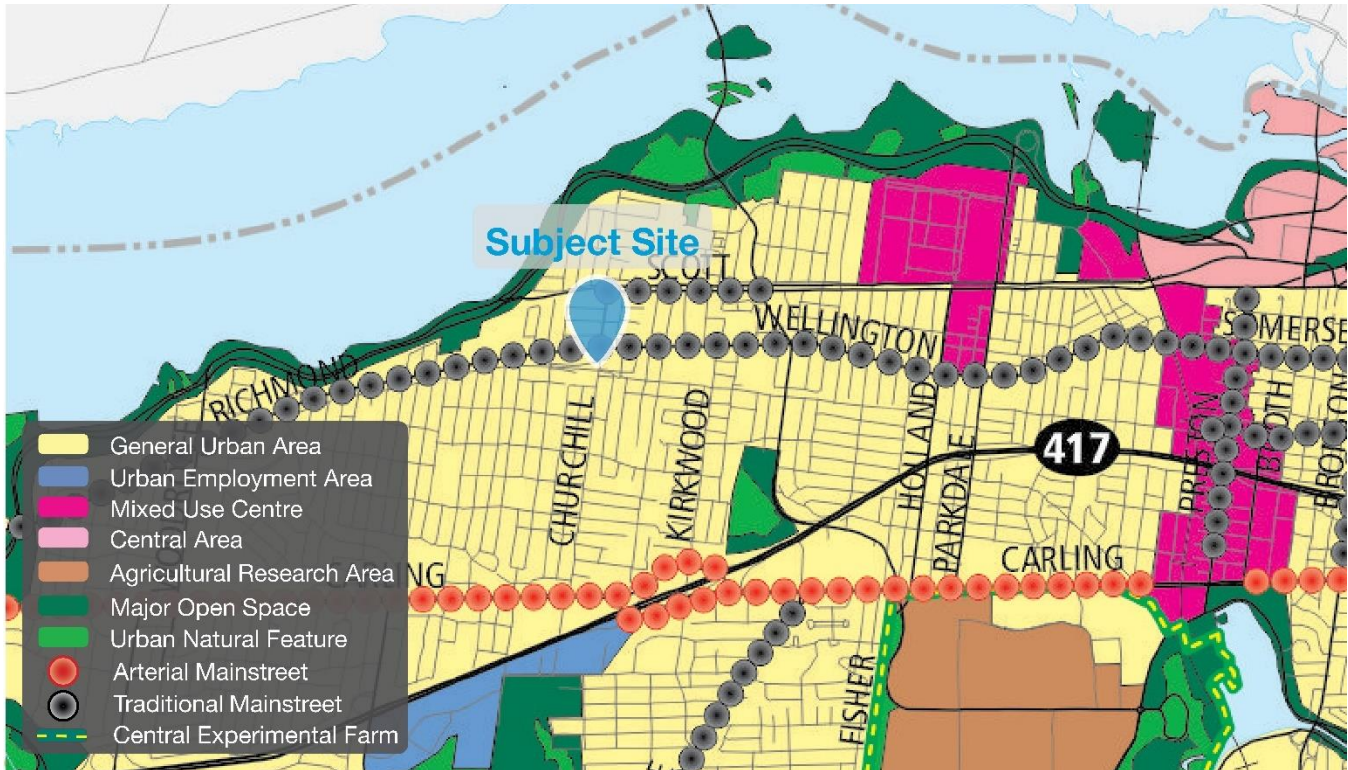 Subject Site
SCOTT
WELLINGTON
SOMERSE
RICHMOND
CHURCHILL
KIRKWOOD
HOLLAND
PARKDALE
417
PRESTON
BOOTH
CARLING
CARLING
FISHER
General Urban Area
Urban Employment Area
Mixed Use Centre
Central Area
Agricultural Research Area
Major Open Space
Urban Natural Feature
Arterial Mainstreet
Traditional Mainstreet
Central Experimental Farm